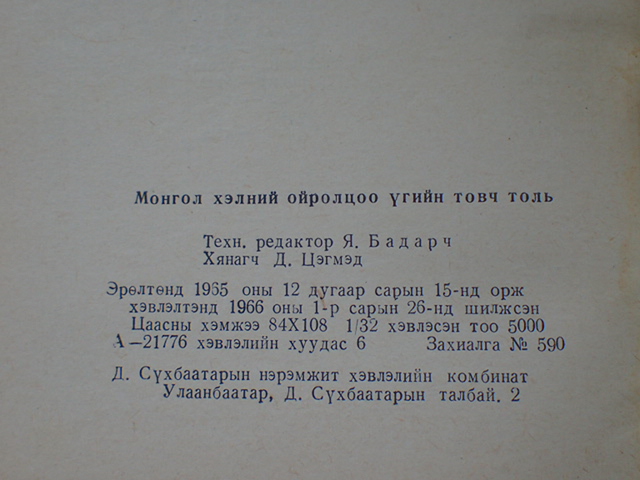 Монгол хэлний ойролцоо үгийн товч толь
Техн. редактор Я. Бадарч
Хянагч Д. Цэгмэд
Эрөлтөнд 1965 оны 12 дугаар сарын 15-нд орж
хэвлэлтэнд 1966 оны 1-р сарын 26-нд шилжсэн
Цаасны хэмжээ 84X108 1/32 хэвлэсэн тоо 5000
А—21776 хэвлэлийн хуудас 6 Захиалга № 590
Д. Сүхбаатарын нэрэмжит хэвлэлийн комбинат
Улаанбаатар, Д. Сүхбаатарын талбай. 2